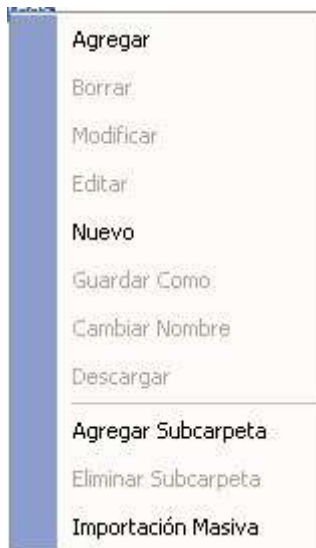 Agregar
Borrar
Modificar
Editar
Nuevo
Guardar Como
Cambiar Nombre
Descargar
Agregar Subcarpeta
Eliminar Subcarpeta
Importación Masiva